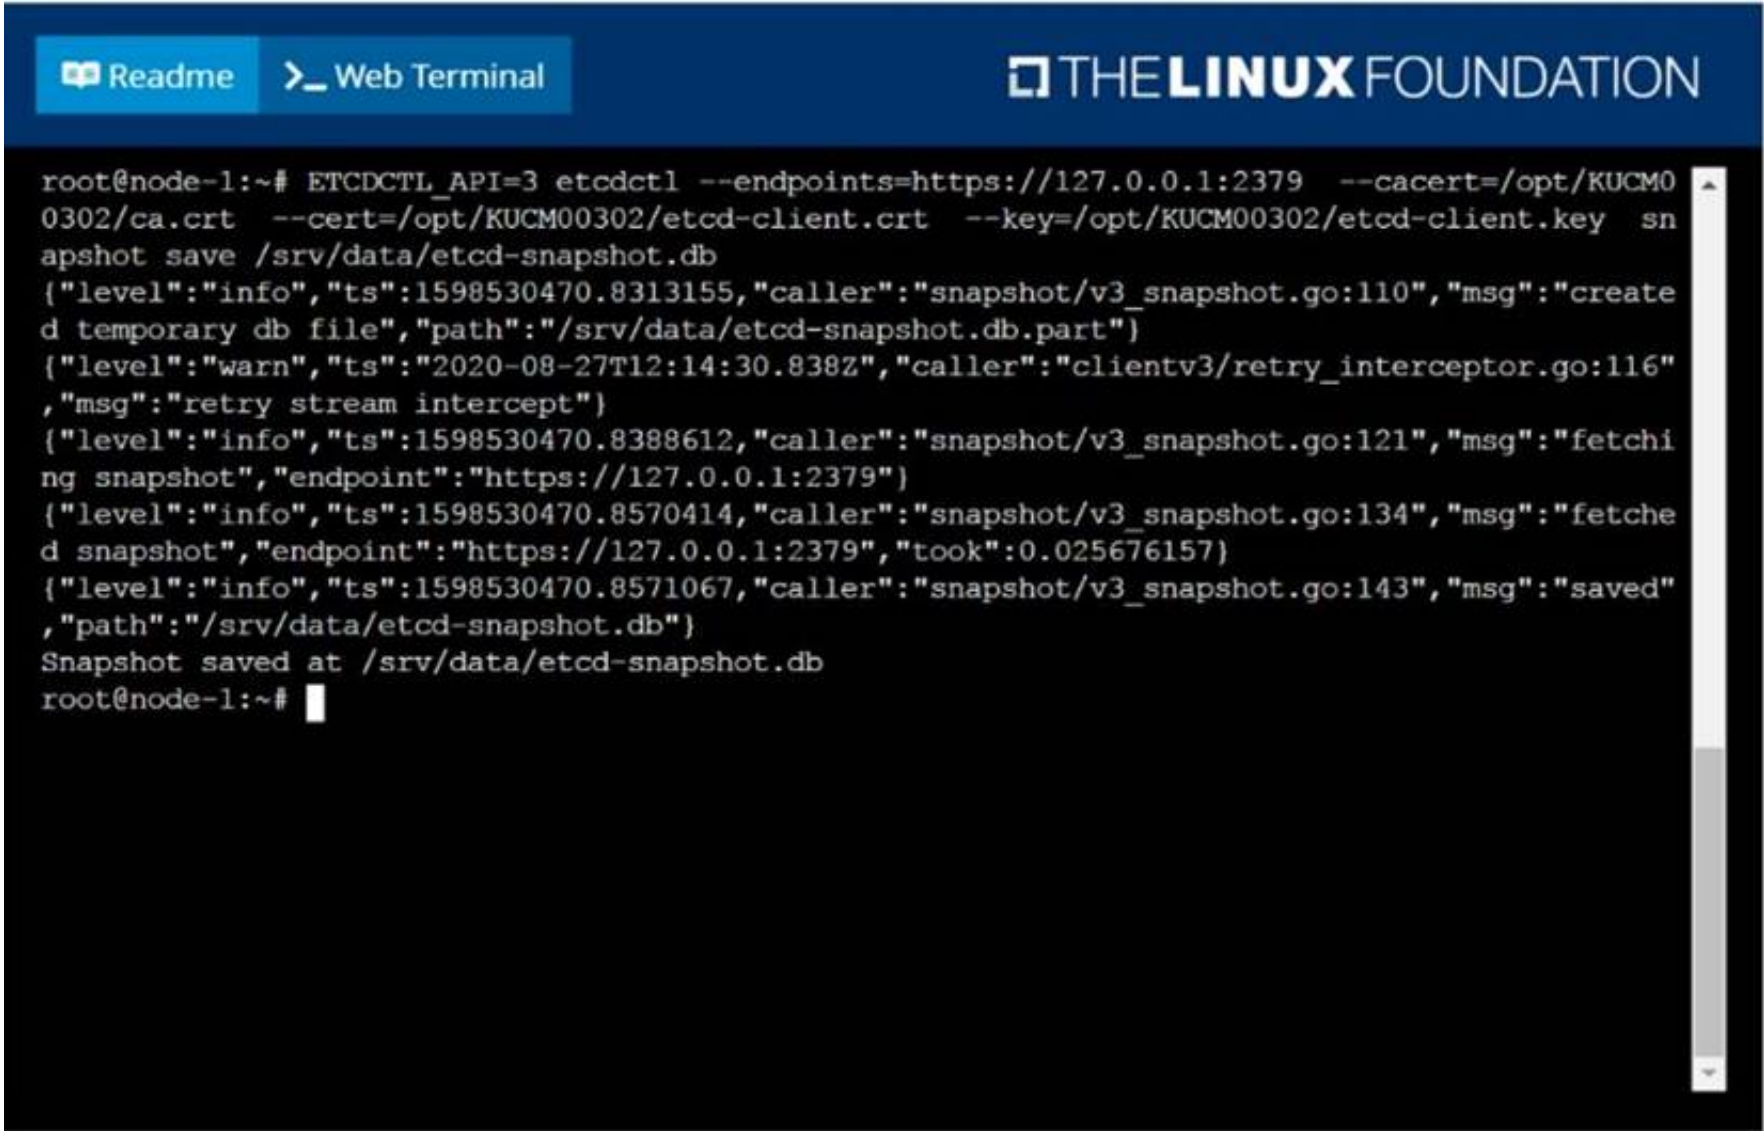 Readme
Web Terminal
THE LINUX FOUNDATION
root@node-1:~# ETCDCTL_API=3 etcdctl --endpoints=https://127.0.0.1:2379  --cacert=/opt/KUCM0
0302/ca.crt  --cert=/opt/KUCM00302/etcd-client.crt  --key=/opt/KUCM00302/etcd-client.key  sn
apshot save /srv/data/etcd-snapshot.db
{"level":"info","ts":1598530470.8313155,"caller":"snapshot/v3_snapshot.go:110","msg":"create
d temporary db file","path":"/srv/data/etcd-snapshot.db.part"}
{"level":"warn","ts":"2020-08-27T12:14:30.838Z","caller":"clientv3/retry_interceptor.go:116"
,"msg":"retry stream intercept"}
{"level":"info","ts":1598530470.8388612,"caller":"snapshot/v3_snapshot.go:121","msg":"fetchi
ng snapshot","endpoint":"https://127.0.0.1:2379"}
{"level":"info","ts":1598530470.8570414,"caller":"snapshot/v3_snapshot.go:134","msg":"fetche
d snapshot","endpoint":"https://127.0.0.1:2379","took":0.025676157}
{"level":"info","ts":1598530470.8571067,"caller":"snapshot/v3_snapshot.go:143","msg":"saved"
,"path":"/srv/data/etcd-snapshot.db"}
Snapshot saved at /srv/data/etcd-snapshot.db
root@node-1:~#